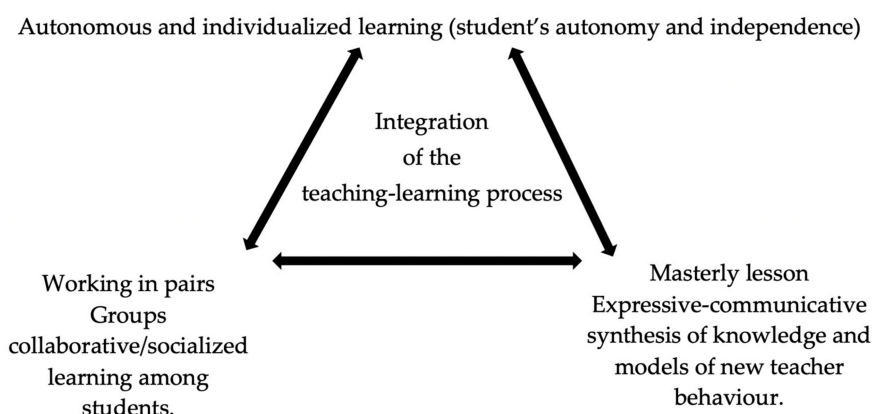 Autonomous and individualized learning (student’s autonomy and independence)
Integration
of the
teaching-learning process
Working in pairs
Groups
collaborative/socialized
learning among
students.
Masterly lesson
Expressive-communicative
synthesis of knowledge and
models of new teacher
behaviour.